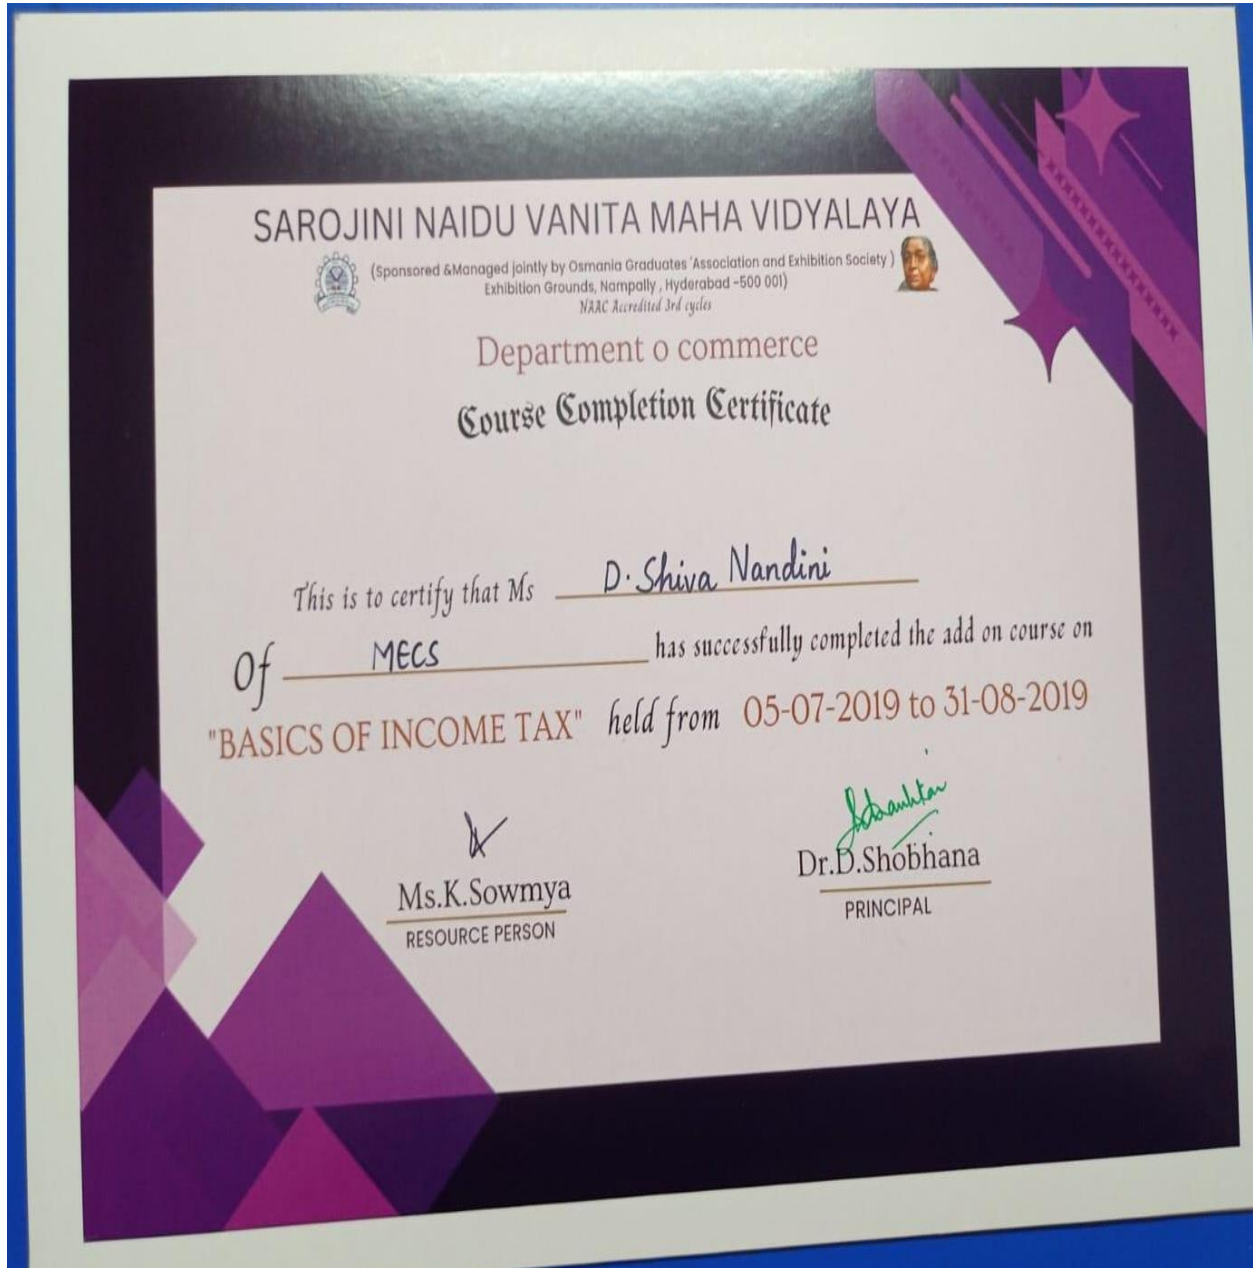 SAROJINI NAIDU VANITA MAHA VIDYALAYA
(Sponsored &Managed jointly by Osmania Graduates 'Association and Exhibition Society )
Exhibition Grounds, Nampally , Hyderabad -500 001)
NAAC Accredited 3rd cycles
Department o commerce
Course Completion Certificate
This is to certify that Ms D. Shiva Nandini
Of MECS has successfully completed the add on course on
"BASICS OF INCOME TAX" held from 05-07-2019 to 31-08-2019
Ms.K.Sowmya
RESOURCE PERSON
Dr.D.Shobhana
PRINCIPAL